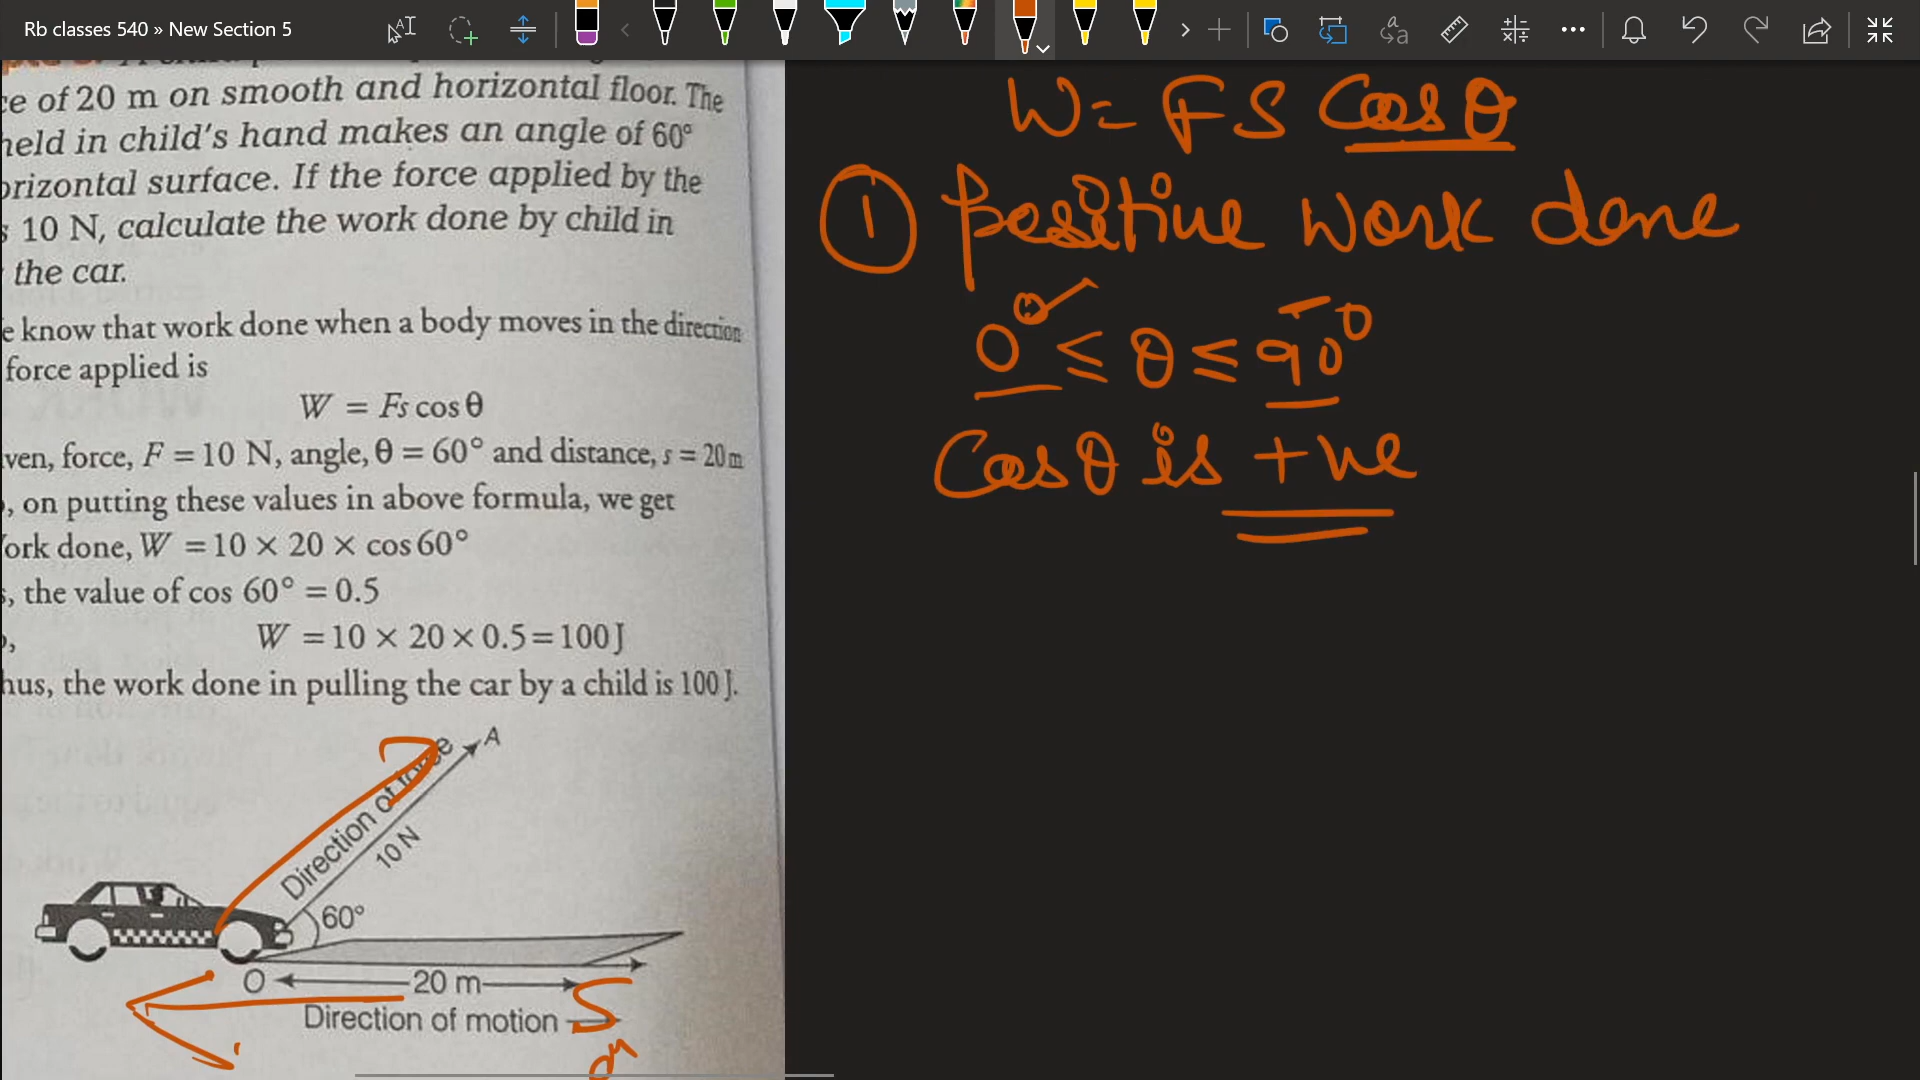 Rb classes 540 » New Section 5
ce of 20 m on smooth and horizontal floor. The
held in child's hand makes an angle of 60°
orizontal surface. If the force applied by the
s 10 N, calculate the work done by child in
the car.
e know that work done when a body moves in the direction
force applied is
W = Fs cos θ
ven, force, F = 10 N, angle, θ = 60° and distance, s = 20 m
, on putting these values in above formula, we get
ork done, W = 10 × 20 × cos 60°
s, the value of cos 60° = 0.5
W = 10 × 20 × 0.5 = 100 J
hus, the work done in pulling the car by a child is 100 J.
A
Direction of force
10 N
60°
O 20 m S
Direction of motion
W = FS Cos θ
① Positive work done
0° ≤ θ ≤ 90°
Cos θ is +ve